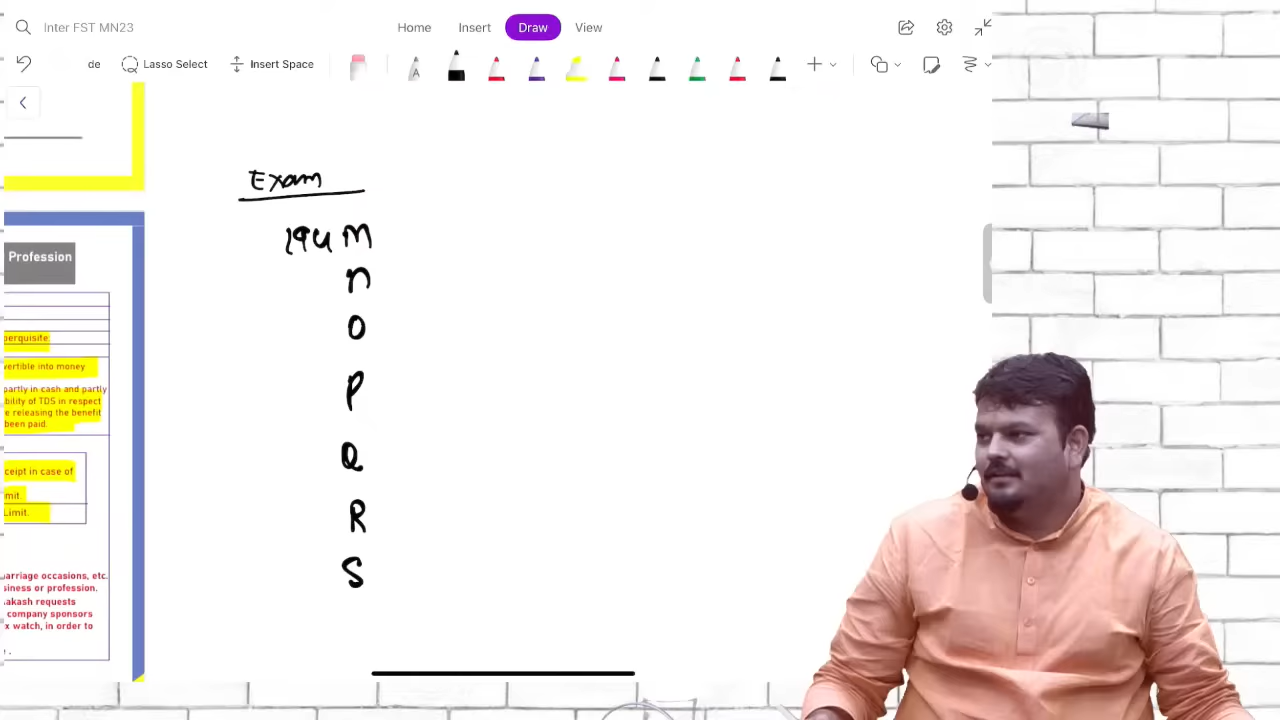 Inter FST MN23
Home Insert Draw View
de Lasso Select Insert Space
A
Exam
194 M
N
O
P
Q
R
S
Profession
perquisite
vertible into money
partly in cash and partly
bility of TDS in respect
e releasing the benefit
been paid.
ceipt in case of
mit.
Limit.
arriage occasions, etc.
siness or profession.
akash requests
company sponsors
x watch, in order to